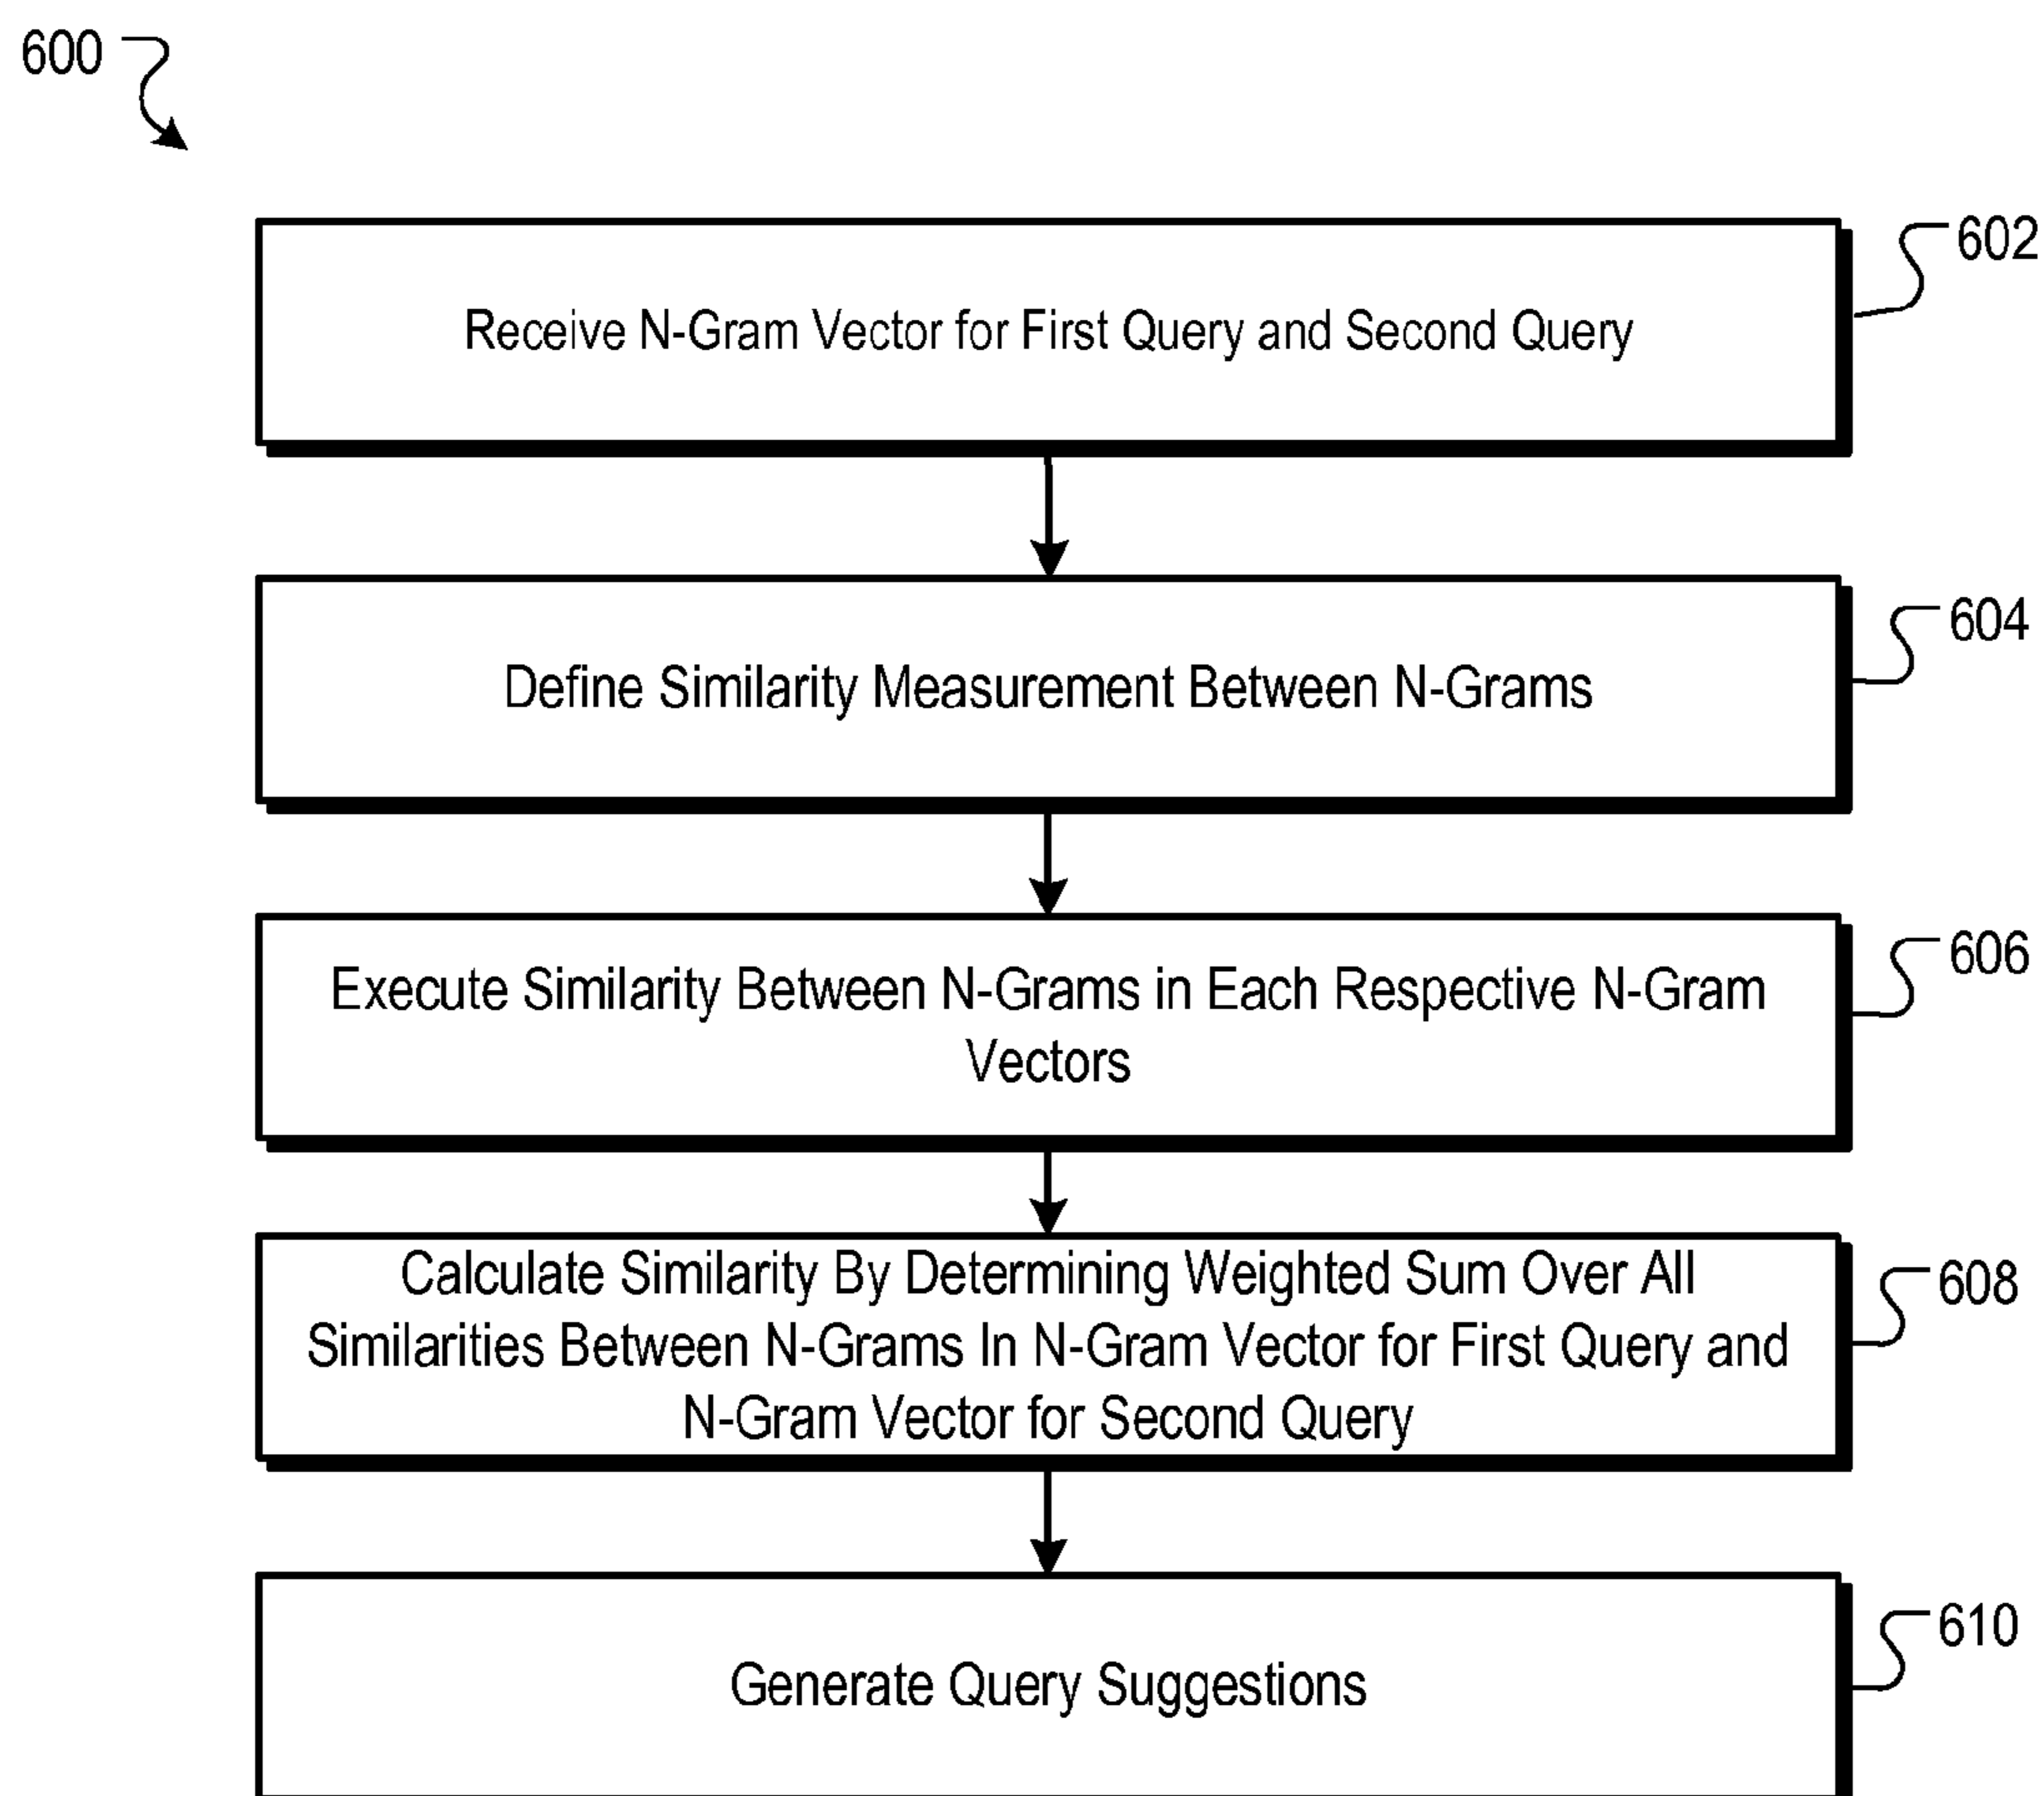 600
602
Receive N-Gram Vector for First Query and Second Query
604
Define Similarity Measurement Between N-Grams
606
Execute Similarity Between N-Grams in Each Respective N-Gram
Vectors
608
Calculate Similarity By Determining Weighted Sum Over All
Similarities Between N-Grams In N-Gram Vector for First Query and
N-Gram Vector for Second Query
610
Generate Query Suggestions